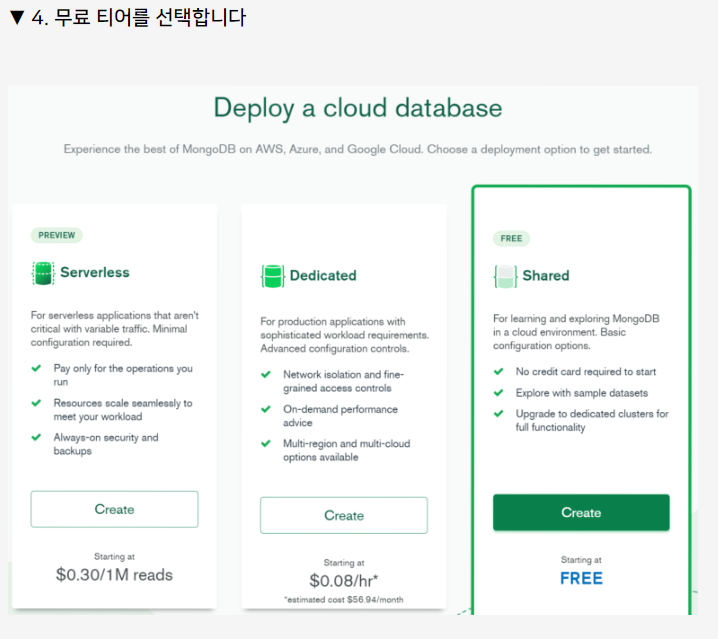 ▼ 4. 무료 티어를 선택합니다
Deploy a cloud database
Experience the best of MongoDB on AWS, Azure, and Google Cloud. Choose a deployment option to get started.
PREVIEW
Serverless
For serverless applications that aren't
critical with variable traffic. Minimal
configuration required.
Pay only for the operations you
run
Resources scale seamlessly to
meet your workload
Always-on security and
backups
Create
Starting at
$0.30/1M reads
Dedicated
For production applications with
sophisticated workload requirements.
Advanced configuration controls.
Network isolation and fine-
grained access controls
On-demand performance
advice
Multi-region and multi-cloud
options available
Create
Starting at
$0.08/hr*
*estimated cost $56.94/month
FREE
Shared
For learning and exploring MongoDB
in a cloud environment. Basic
configuration options.
No credit card required to start
Explore with sample datasets
Upgrade to dedicated clusters for
full functionality
Create
Starting at
FREE